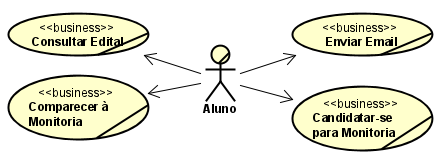 <<business>>
Consultar Edital
<<business>>
Enviar Email
<<business>>
Comparecer à
Monitoria
Aluno
<<business>>
Candidatar-se
para Monitoria